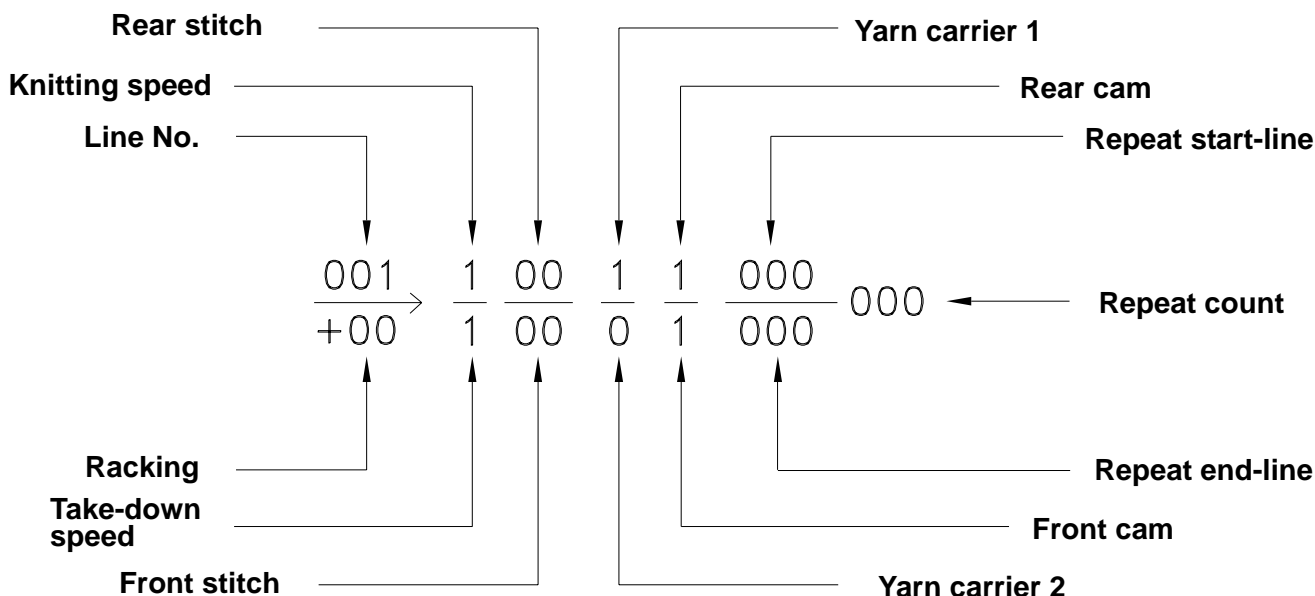 Rear stitch
Yarn carrier 1
Knitting speed
Rear cam
Line No.
Repeat start-line
001 1 00 1 1 000
000
Repeat count
+00 1 00 0 1 000
Racking
Repeat end-line
Take-down
speed
Front cam
Front stitch
Yarn carrier 2